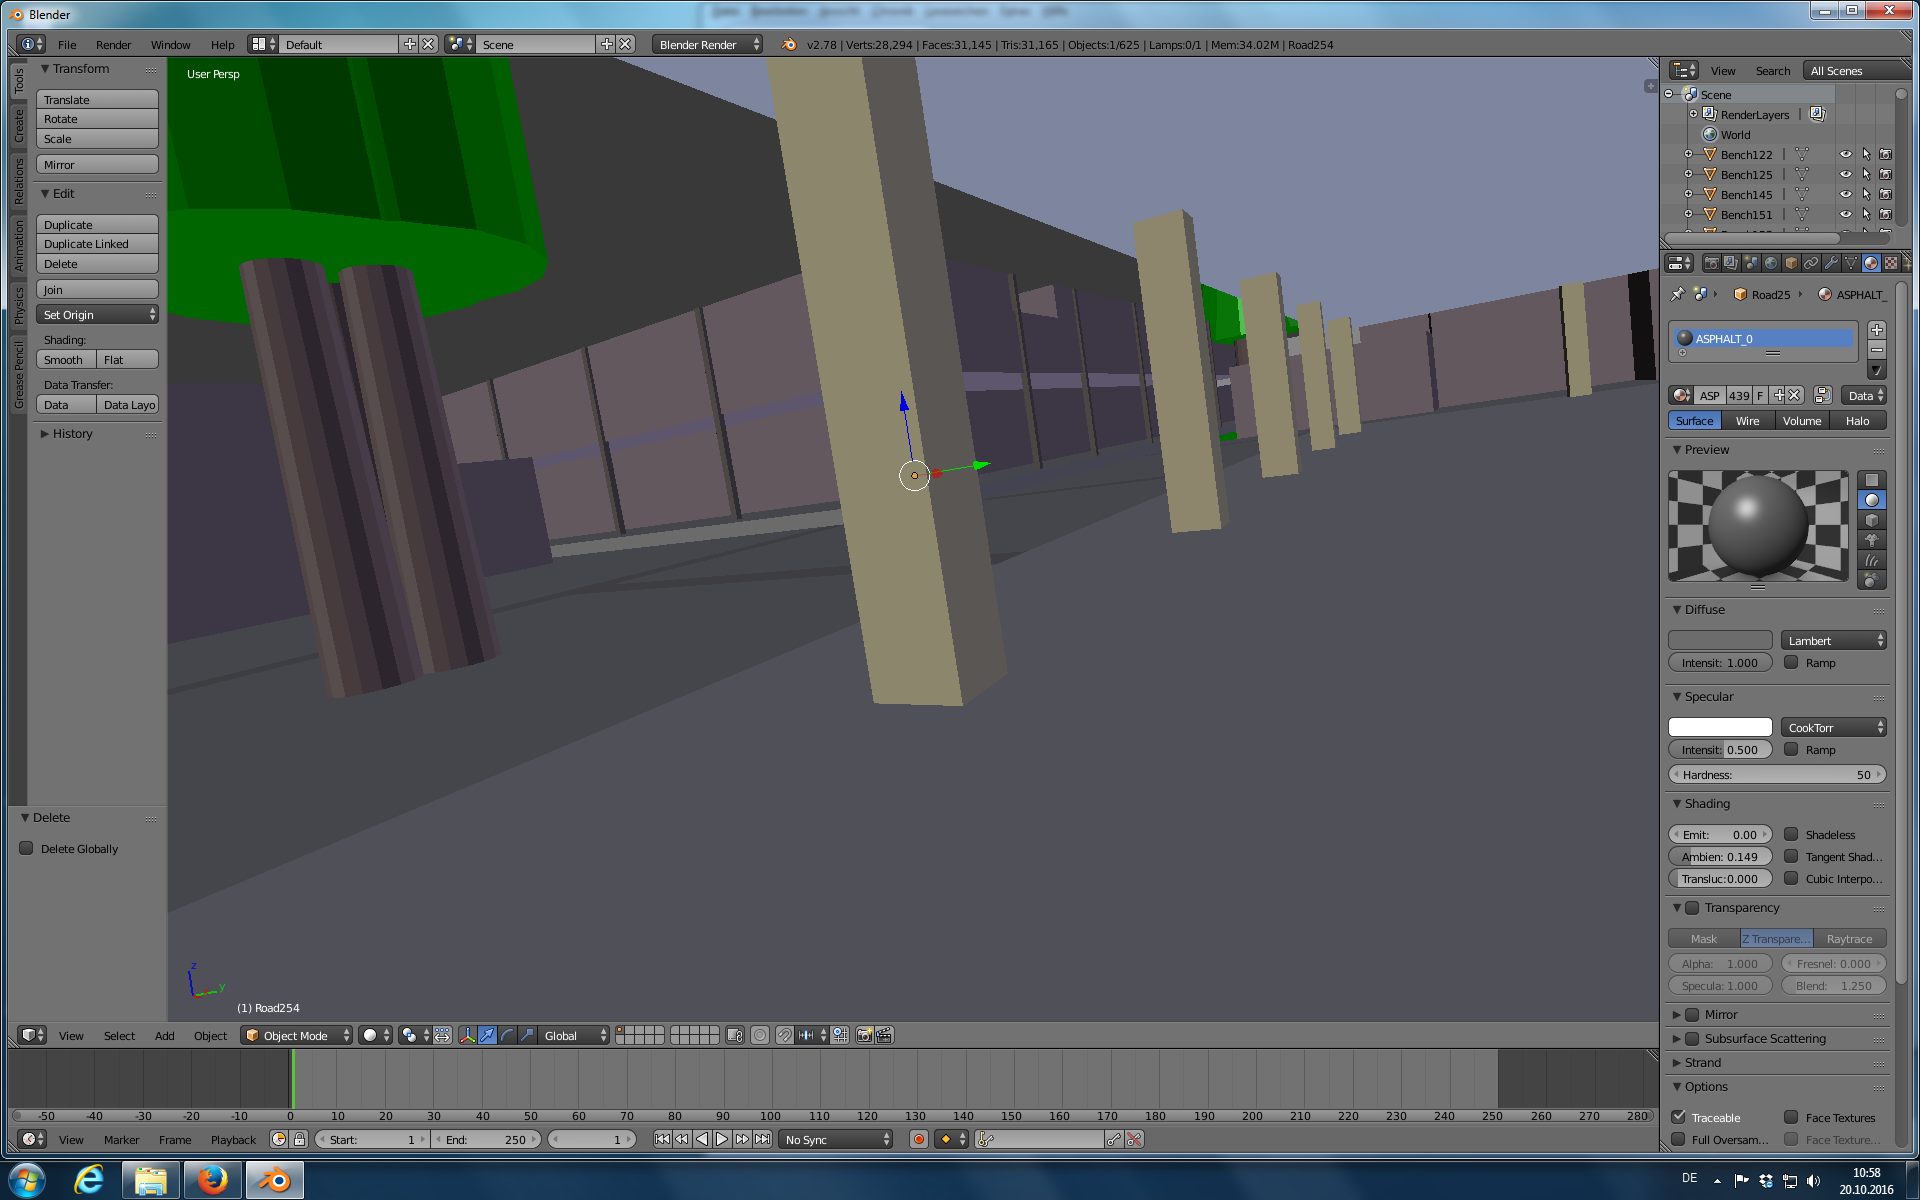 Blender
File Render Window Help Default Scene Blender Render v2.78 | Verts:28,294 | Faces:31,145 | Tris:31,165 | Objects:1/625 | Lamps:0/1 | Mem:34.02M | Road254
Tools
Create
Relations
Animation
Physics
Grease Pencil
Transform
Translate
Rotate
Scale
Mirror
Edit
Duplicate
Duplicate Linked
Delete
Join
Set Origin
Shading:
Smooth Flat
Data Transfer:
Data Data Layo
History
Delete
Delete Globally
User Persp
z
y
(1) Road254
View Search All Scenes
Scene
RenderLayers |
World
Bench122 |
Bench125 |
Bench145 |
Bench151 |
Road25 ASPHALT_
ASPHALT_0
ASP 439 F Data
Surface Wire Volume Halo
Preview
Diffuse
Lambert
Intensit: 1.000 Ramp
Specular
CookTorr
Intensit: 0.500 Ramp
Hardness: 50
Shading
Emit: 0.00 Shadeless
Ambien: 0.149 Tangent Shad...
Transluc:0.000 Cubic Interpo...
Transparency
Mask Z Transpare... Raytrace
Alpha: 1.000 Fresnel: 0.000
Specula: 1.000 Blend: 1.250
Mirror
Subsurface Scattering
Strand
Options
Traceable Face Textures
Full Oversam... Face Texture...
View Select Add Object Object Mode Global
-50 -40 -30 -20 -10 0 10 20 30 40 50 60 70 80 90 100 110 120 130 140 150 160 170 180 190 200 210 220 230 240 250 260 270 280
View Marker Frame Playback Start: 1 End: 250 1 No Sync
DE 10:58
20.10.2016